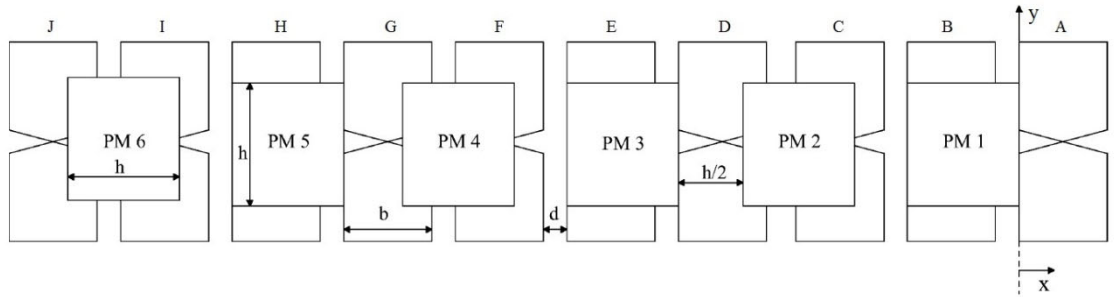 J I H G F E D C B A y
PM 6 PM 5 PM 4 PM 3 PM 2 PM 1
h h h/2
b d
x